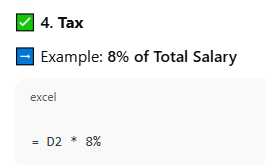 ✅ 4. Tax
➡ Example: 8% of Total Salary
excel
= D2 * 8%